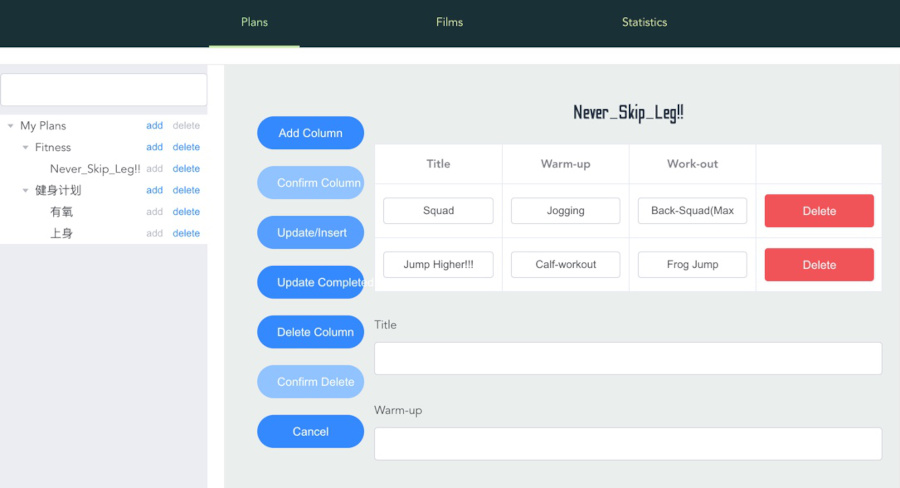 Plans Films Statistics
My Plans add delete
Fitness add delete
Never_Skip_Leg!! add delete
健身计划 add delete
有氧 add delete
上身 add delete
Add Column
Confirm Column
Update/Insert
Update Completed
Delete Column
Confirm Delete
Cancel
Never_Skip_Leg!!
Title Warm-up Work-out
Squad Jogging Back-Squad(Max Delete
Jump Higher!!! Calf-workout Frog Jump Delete
Title
Warm-up